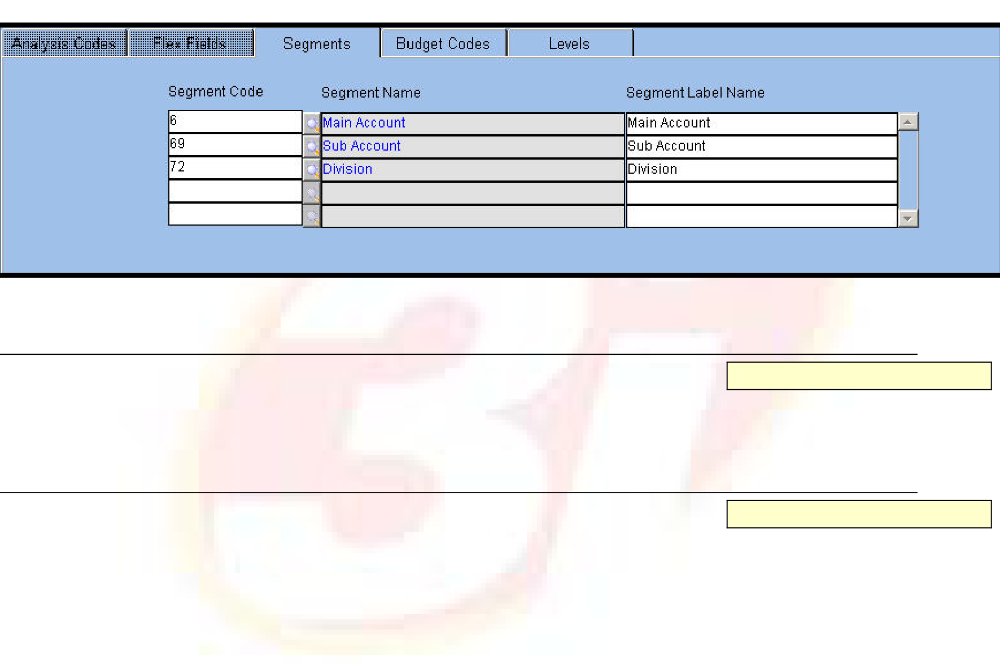 Analysis Codes Flex Fields Segments Budget Codes Levels
Segment Code Segment Name Segment Label Name
6 Main Account Main Account
69 Sub Account Sub Account
72 Division Division